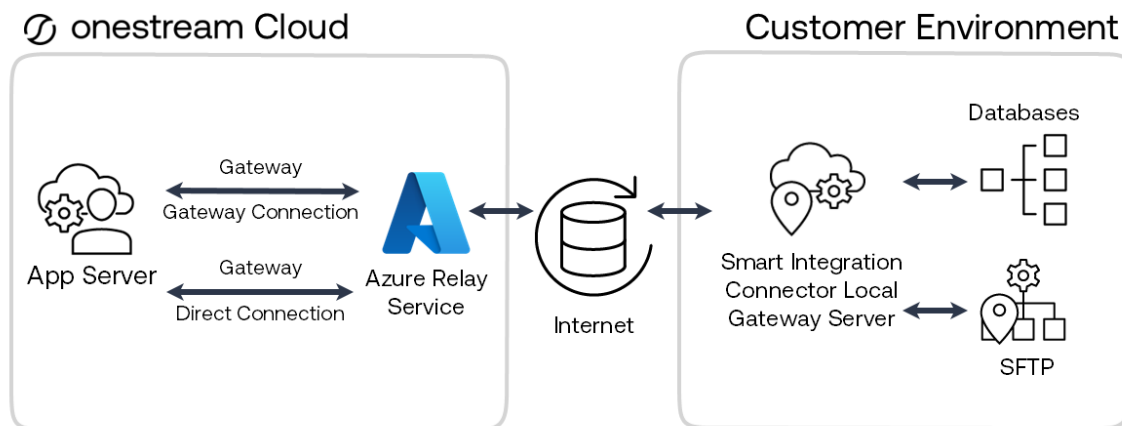 onestream Cloud
Customer Environment
Databases
Gateway
Gateway Connection
App Server
Gateway
Direct Connection
Azure Relay
Service
Internet
Smart Integration
Connector Local
Gateway Server
SFTP